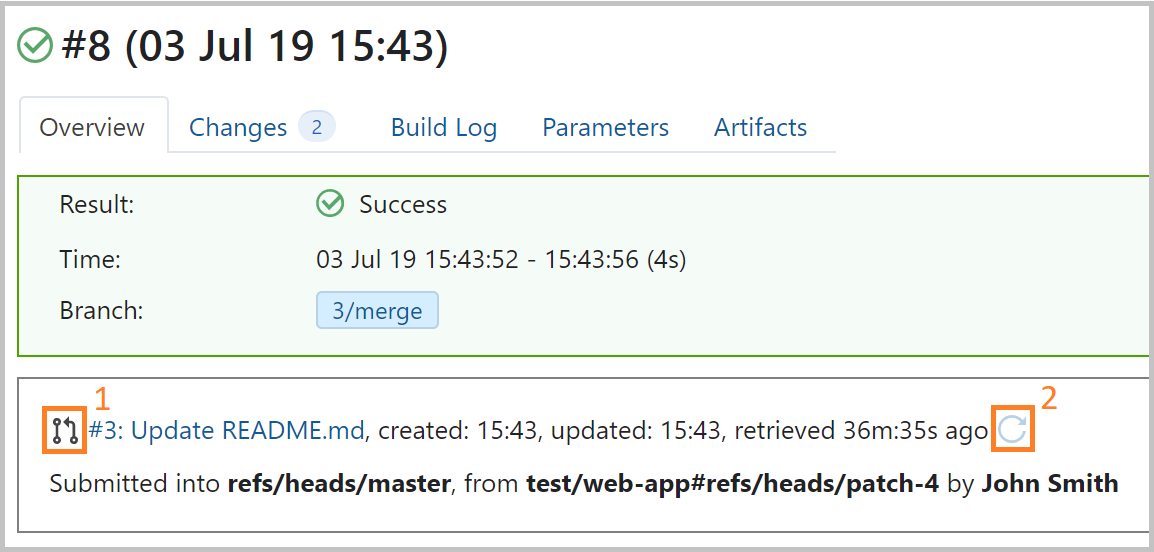 #8 (03 Jul 19 15:43)
Overview Changes 2 Build Log Parameters Artifacts
Result: Success
Time: 03 Jul 19 15:43:52 - 15:43:56 (4s)
Branch: 3/merge
1 2
#3: Update README.md, created: 15:43, updated: 15:43, retrieved 36m:35s ago
Submitted into refs/heads/master, from test/web-app#refs/heads/patch-4 by John Smith